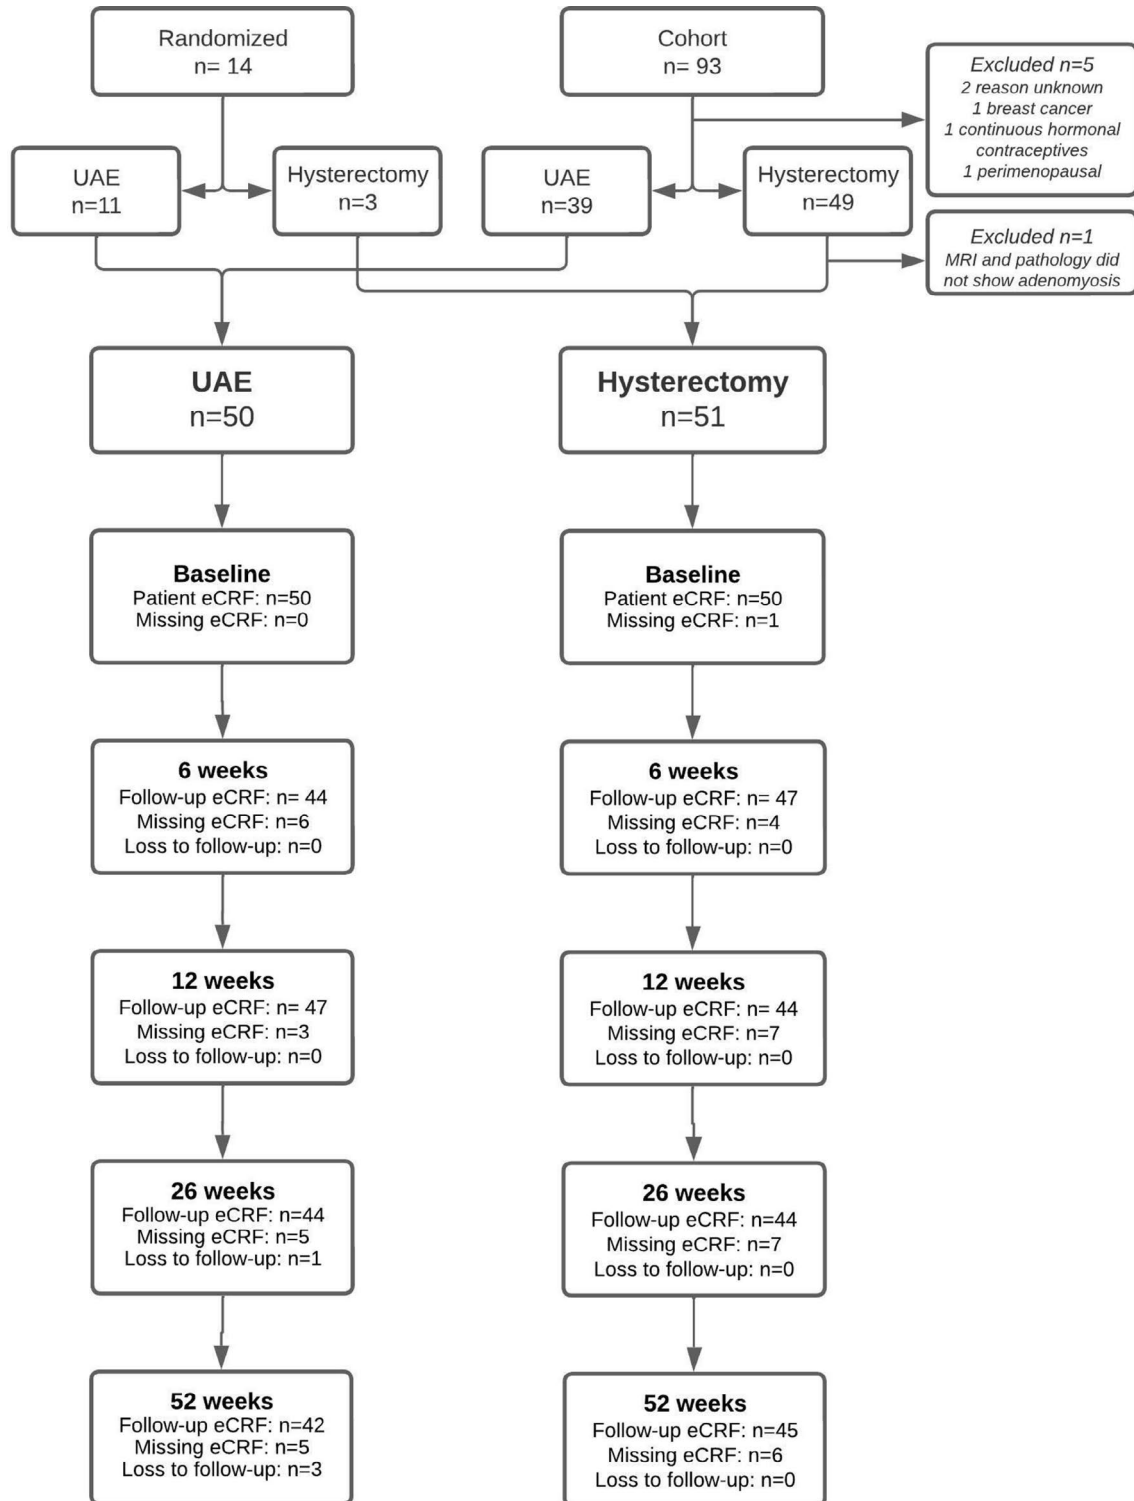 Randomized
n= 14
Cohort
n= 93
Excluded n=5
2 reason unknown
1 breast cancer
1 continuous hormonal
contraceptives
1 perimenopausal
UAE
n=11
Hysterectomy
n=3
UAE
n=39
Hysterectomy
n=49
Excluded n=1
MRI and pathology did
not show adenomyosis
UAE
n=50
Hysterectomy
n=51
Baseline
Patient eCRF: n=50
Missing eCRF: n=0
Baseline
Patient eCRF: n=50
Missing eCRF: n=1
6 weeks
Follow-up eCRF: n= 44
Missing eCRF: n=6
Loss to follow-up: n=0
6 weeks
Follow-up eCRF: n= 47
Missing eCRF: n=4
Loss to follow-up: n=0
12 weeks
Follow-up eCRF: n= 47
Missing eCRF: n=3
Loss to follow-up: n=0
12 weeks
Follow-up eCRF: n= 44
Missing eCRF: n=7
Loss to follow-up: n=0
26 weeks
Follow-up eCRF: n=44
Missing eCRF: n=5
Loss to follow-up: n=1
26 weeks
Follow-up eCRF: n=44
Missing eCRF: n=7
Loss to follow-up: n=0
52 weeks
Follow-up eCRF: n=42
Missing eCRF: n=5
Loss to follow-up: n=3
52 weeks
Follow-up eCRF: n=45
Missing eCRF: n=6
Loss to follow-up: n=0